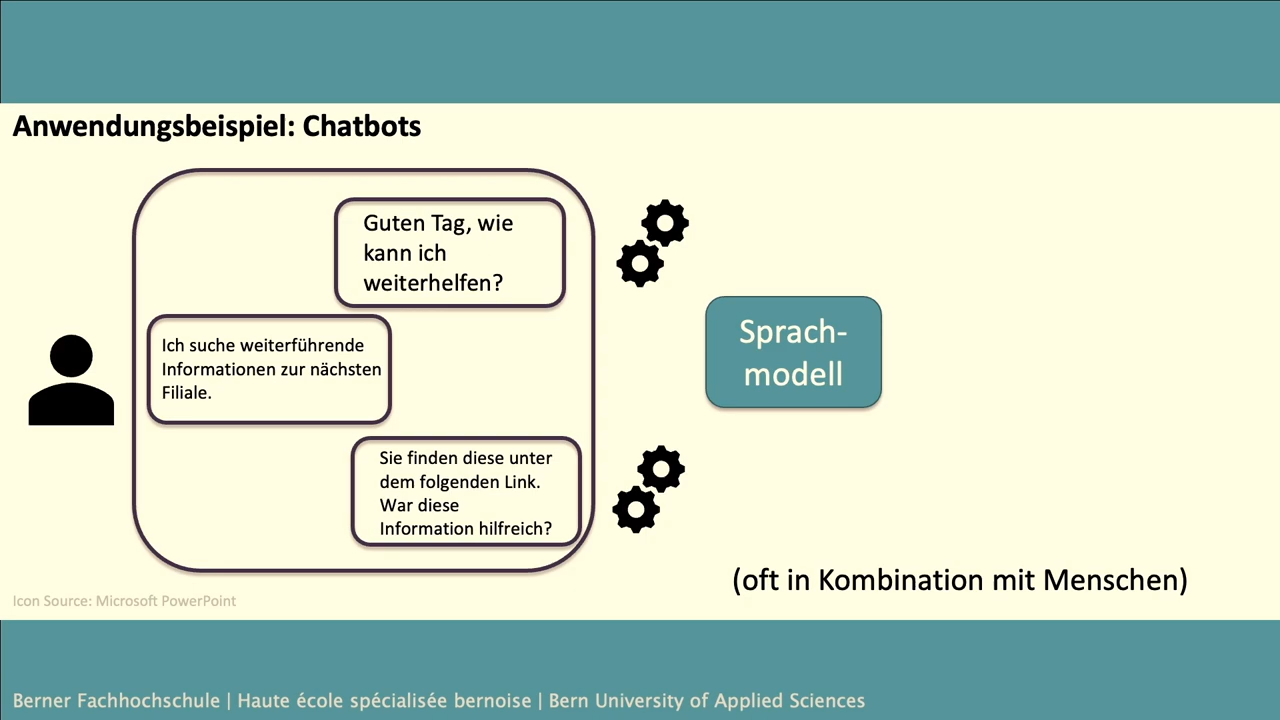 Anwendungsbeispiel: Chatbots
Guten Tag, wie
kann ich
weiterhelfen?
Ich suche weiterführende
Informationen zur nächsten
Filiale.
Sprach-
modell
Sie finden diese unter
dem folgenden Link.
War diese
Information hilfreich?
(oft in Kombination mit Menschen)
Icon Source: Microsoft PowerPoint
Berner Fachhochschule | Haute école spécialisée bernoise | Bern University of Applied Sciences